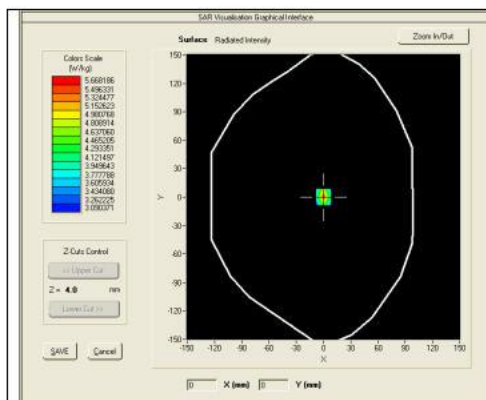 SAR Visualisation Graphical Interface
Surface Radiated Intensity
Zoom In/Out
Colors Scale
(W/kg)
5.668186
5.496331
5.324477
5.152623
4.980768
4.808914
4.637060
4.465205
4.293351
4.121497
3.949643
3.777788
3.605934
3.434080
3.262225
3.090371
Z-Cuts Control
<< Upper Cut
Z = 4.0 mm
Lower Cut >>
SAVE Cancel
150
120
90
60
30
0
-30
-60
-90
-120
-150
Y
-150 -120 -90 -60 -30 0 30 60 90 120 150
X
0 X (mm) 0 Y (mm)